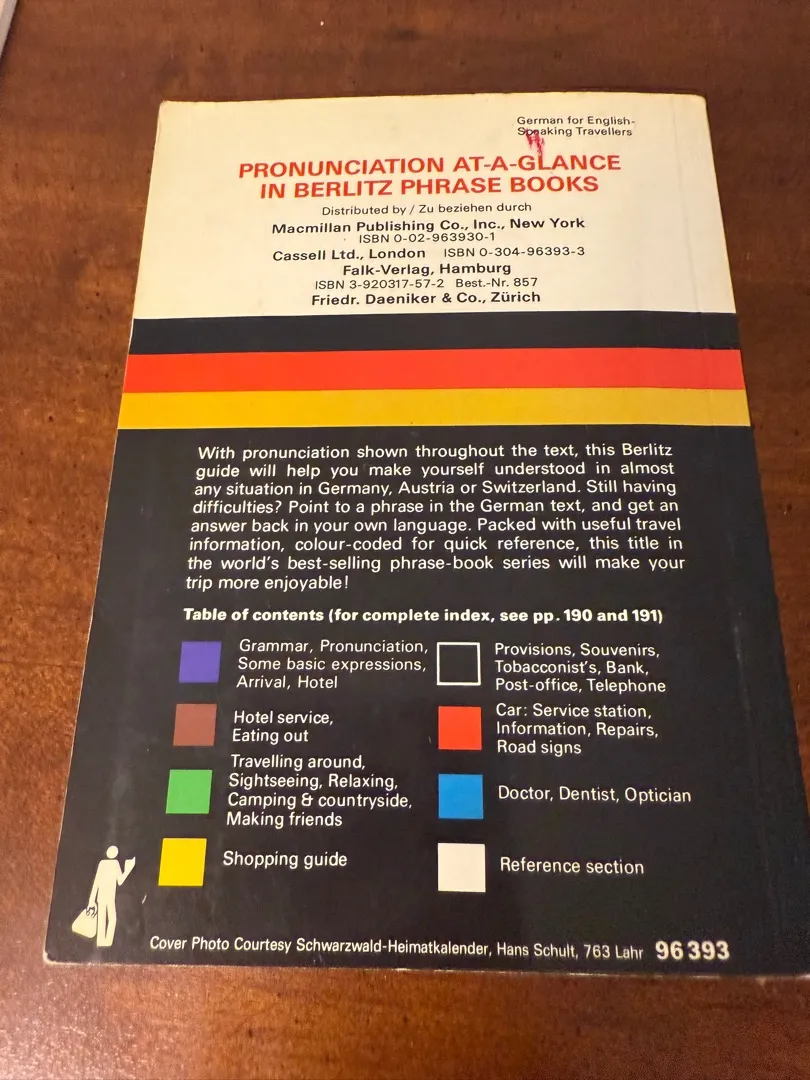 German for English-
Speaking Travellers
PRONUNCIATION AT-A-GLANCE
IN BERLITZ PHRASE BOOKS
Distributed by / Zu beziehen durch
Macmillan Publishing Co., Inc., New York
ISBN 0-02-963930-1
Cassell Ltd., London ISBN 0-304-96393-3
Falk-Verlag, Hamburg
ISBN 3-920317-57-2 Best.-Nr. 857
Friedr. Daeniker & Co., Zürich
With pronunciation shown throughout the text, this Berlitz
guide will help you make yourself understood in almost
any situation in Germany, Austria or Switzerland. Still having
difficulties? Point to a phrase in the German text, and get an
answer back in your own language. Packed with useful travel
information, colour-coded for quick reference, this title in
the world's best-selling phrase-book series will make your
trip more enjoyable!
Table of contents (for complete index, see pp. 190 and 191)
Grammar, Pronunciation,
Some basic expressions,
Arrival, Hotel
Hotel service,
Eating out
Travelling around,
Sightseeing, Relaxing,
Camping & countryside,
Making friends
Shopping guide
Provisions, Souvenirs,
Tobacconist's, Bank,
Post-office, Telephone
Car: Service station,
Information, Repairs,
Road signs
Doctor, Dentist, Optician
Reference section
Cover Photo Courtesy Schwarzwald-Heimatkalender, Hans Schult, 763 Lahr 96 393